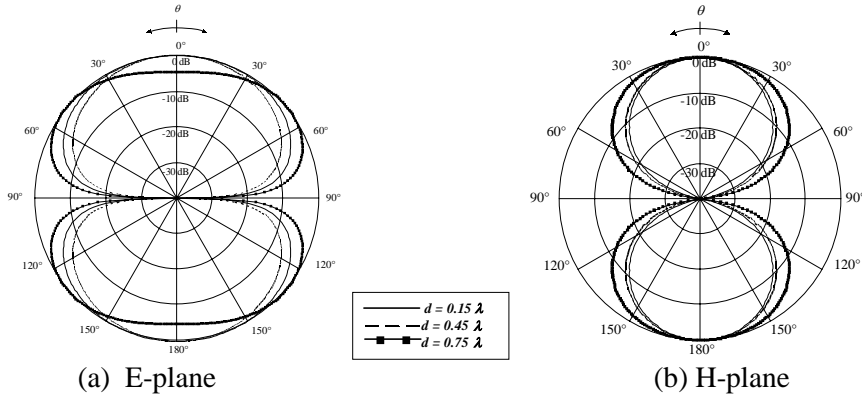 θ
0°
0 dB
30°
30°
-10 dB
60°
60°
-20 dB
-30 dB
90°
90°
120°
120°
150°
150°
180°
(a) E-plane
θ
0°
0 dB
30°
30°
-10 dB
60°
60°
-20 dB
-30 dB
90°
90°
120°
120°
150°
150°
180°
(b) H-plane
d = 0.15 λ
d = 0.45 λ
d = 0.75 λ